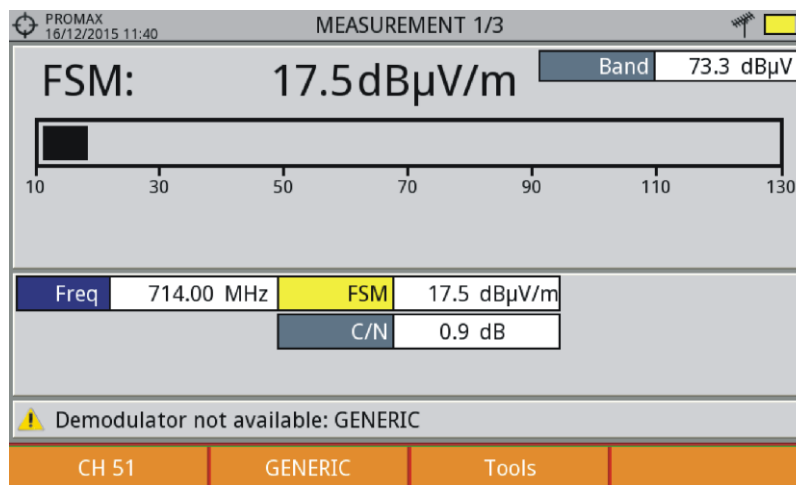 PROMAX
16/12/2015 11:40
MEASUREMENT 1/3
FSM: 17.5 dBµV/m
Band 73.3 dBµV
10 30 50 70 90 110 130
Freq 714.00 MHz FSM 17.5 dBµV/m
C/N 0.9 dB
Demodulator not available: GENERIC
CH 51 GENERIC Tools